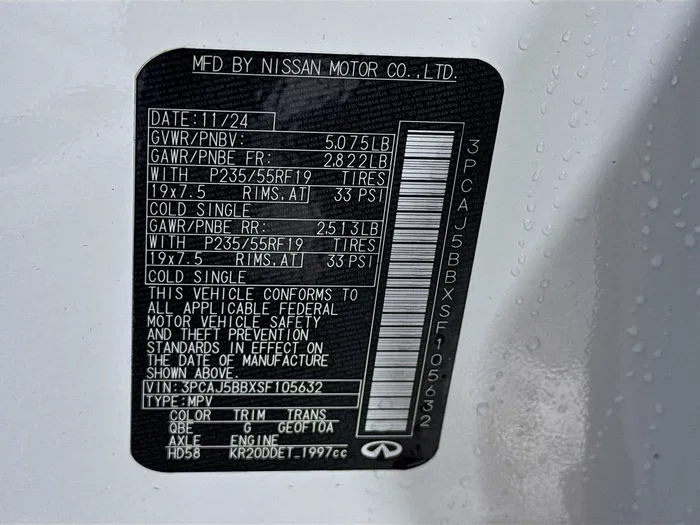 MFD BY NISSAN MOTOR CO.,LTD.
DATE:11/24
GVWR/PNBV: 5,075LB
GAWR/PNBE FR: 2,822LB
WITH P235/55RF19 TIRES
19x7.5 RIMS,AT 33 PSI
COLD SINGLE
GAWR/PNBE RR: 2,513LB
WITH P235/55RF19 TIRES
19x7.5 RIMS,AT 33PSI
COLD SINGLE
THIS VEHICLE CONFORMS TO
ALL APPLICABLE FEDERAL
MOTOR VEHICLE SAFETY
AND THEFT PREVENTION
STANDARDS IN EFFECT ON
THE DATE OF MANUFACTURE
SHOWN ABOVE.
VIN:3PCAJ5BBXSF105632
TYPE:MPV
COLOR TRIM TRANS
QBE G GE0F10A
AXLE ENGINE
HD58 KR20DDET_1997cc
3PCAJ5BBXSF105632